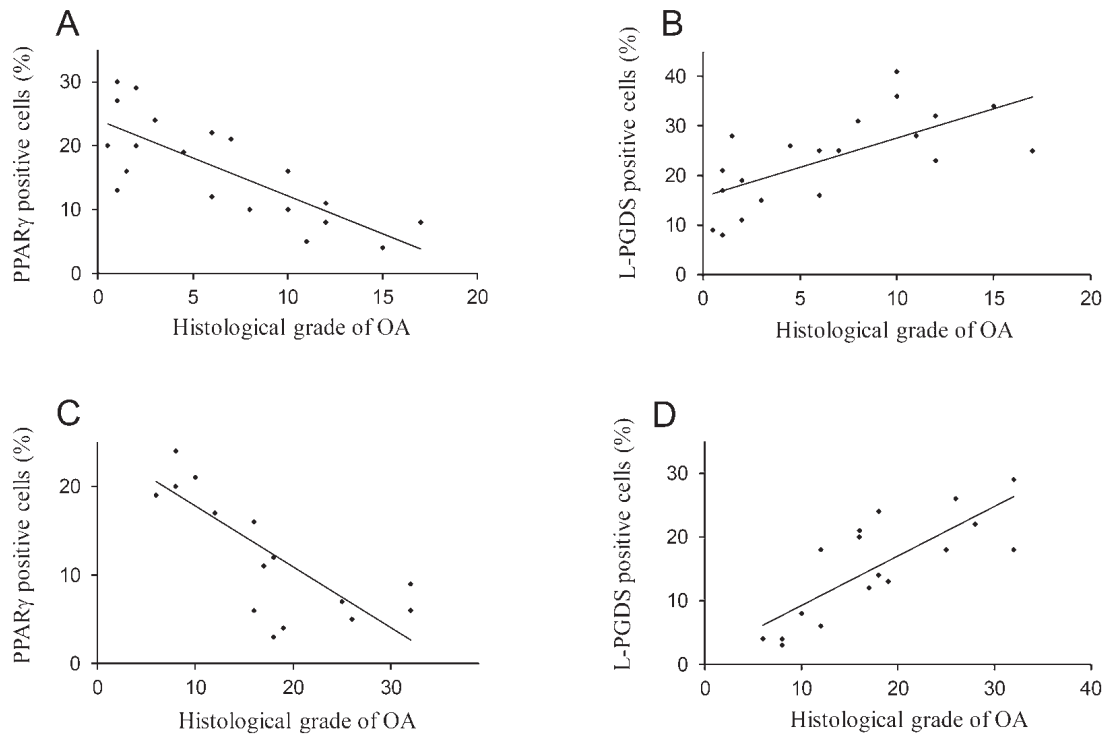 A
PPARγ positive cells (%)
30
20
10
0
0 5 10 15 20
Histological grade of OA
B
L-PGDS positive cells (%)
40
30
20
10
0
0 5 10 15 20
Histological grade of OA
C
PPARγ positive cells (%)
20
10
0
0 10 20 30
Histological grade of OA
D
L-PGDS positive cells (%)
30
20
10
0
0 10 20 30 40
Histological grade of OA